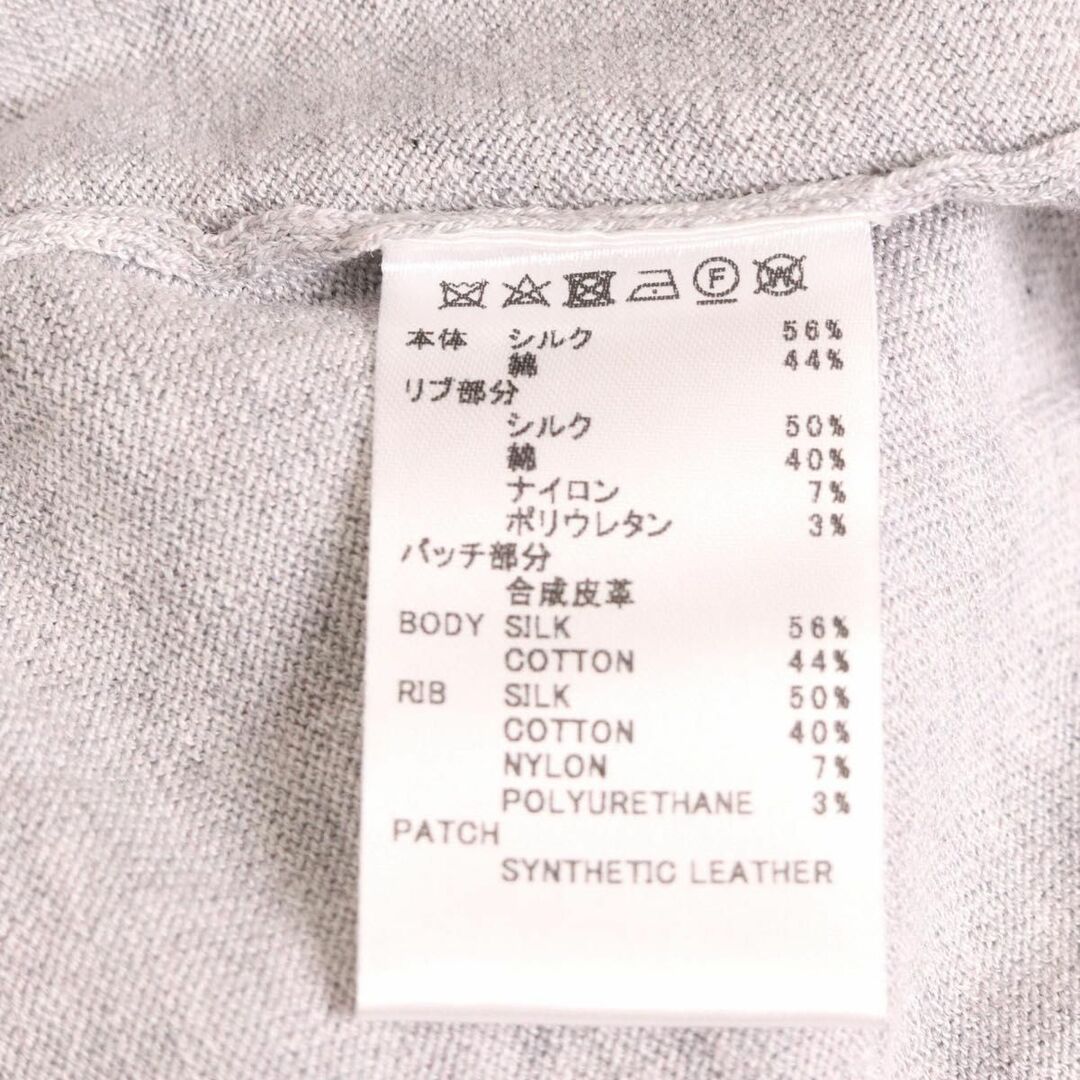 F W
本体 シルク 56%
綿 44%
リブ部分
シルク 50%
綿 40%
ナイロン 7%
ポリウレタン 3%
パッチ部分
合成皮革
BODY SILK 56%
COTTON 44%
RIB SILK 50%
COTTON 40%
NYLON 7%
POLYURETHANE 3%
PATCH
SYNTHETIC LEATHER